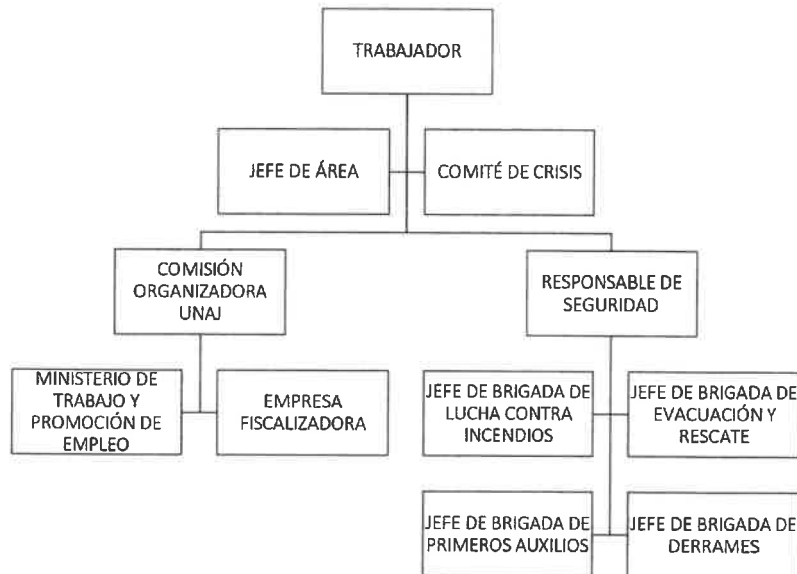 TRABAJADOR
JEFE DE ÁREA
COMITÉ DE CRISIS
COMISIÓN
ORGANIZADORA
UNAJ
RESPONSABLE DE
SEGURIDAD
MINISTERIO DE
TRABAJO Y
PROMOCIÓN DE
EMPLEO
EMPRESA
FISCALIZADORA
JEFE DE BRIGADA DE
LUCHA CONTRA
INCENDIOS
JEFE DE BRIGADA DE
EVACUACIÓN Y
RESCATE
JEFE DE BRIGADA DE
PRIMEROS AUXILIOS
JEFE DE BRIGADA DE
DERRAMES